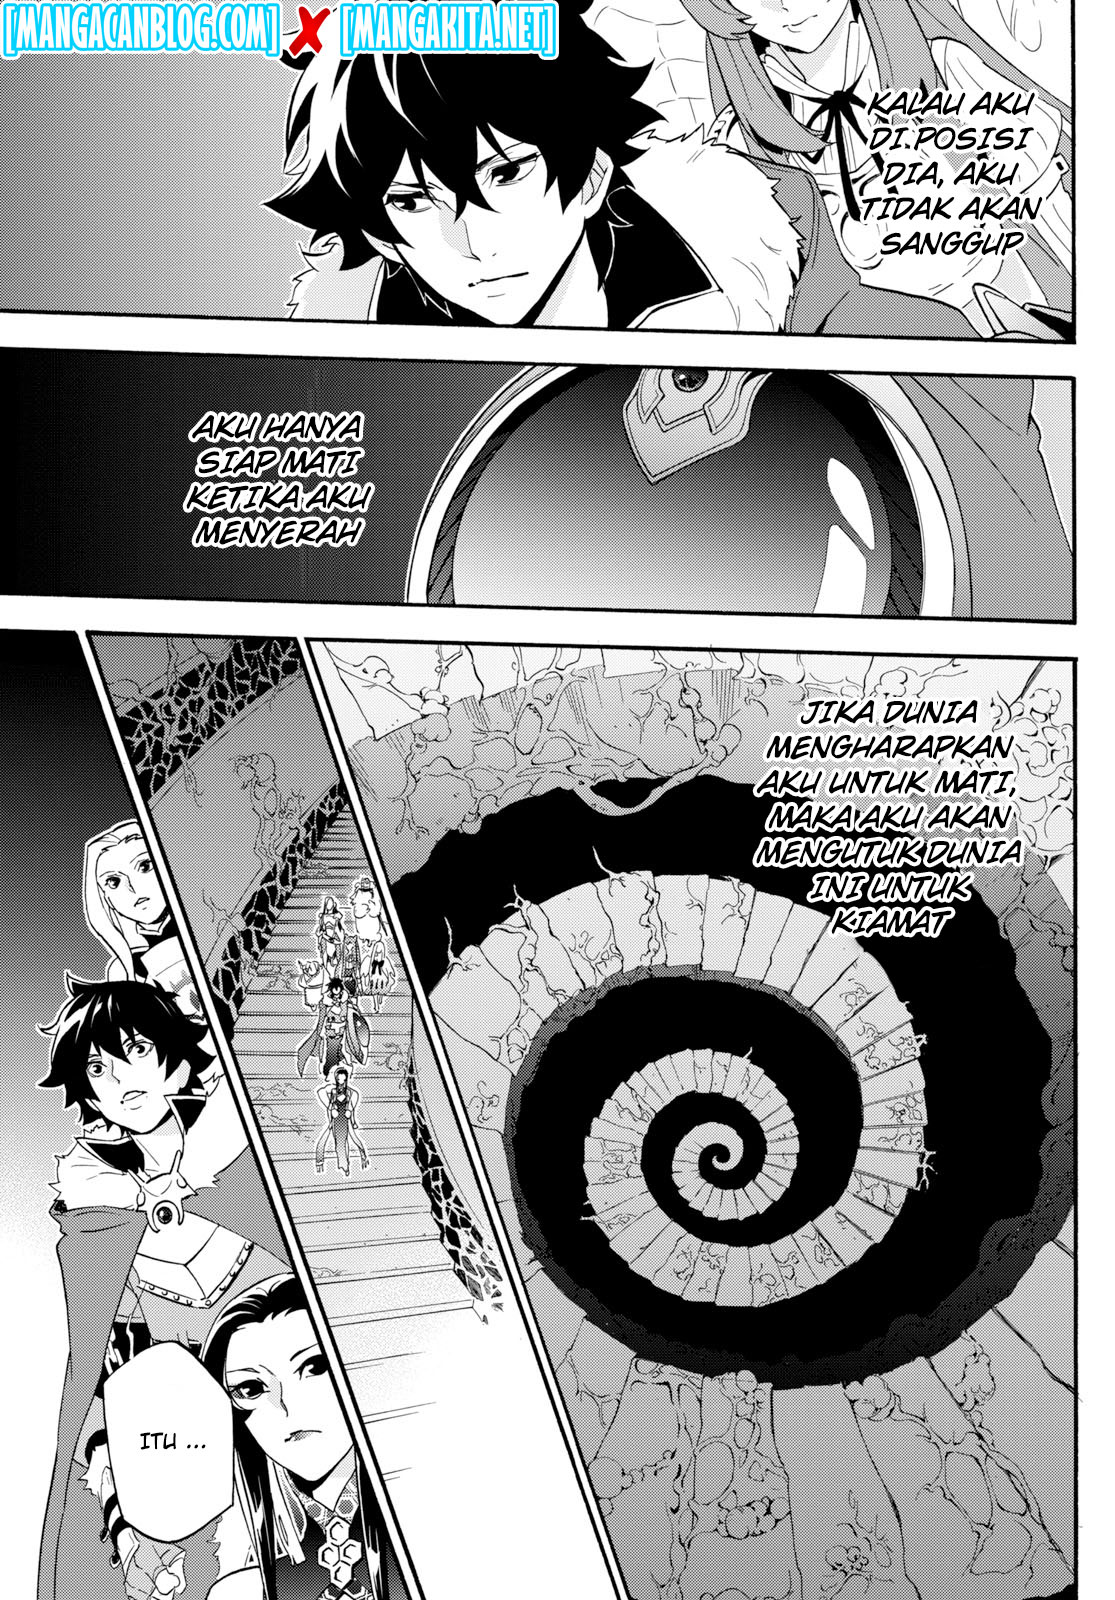 [MANGACANBLOG.COM] X [MANGAKITA.NET]
KALAU AKU
DI POSISI
DIA, AKU
TIDAK AKAN
SANGGUP
AKU HANYA
SIAP MATI
KETIKA AKU
MENYERAH
JIKA DUNIA
MENGHARAPKAN
AKU UNTUK MATI,
MAKA AKU AKAN
MENGUTUK DUNIA
INI UNTUK
KIAMAT
ITU ...